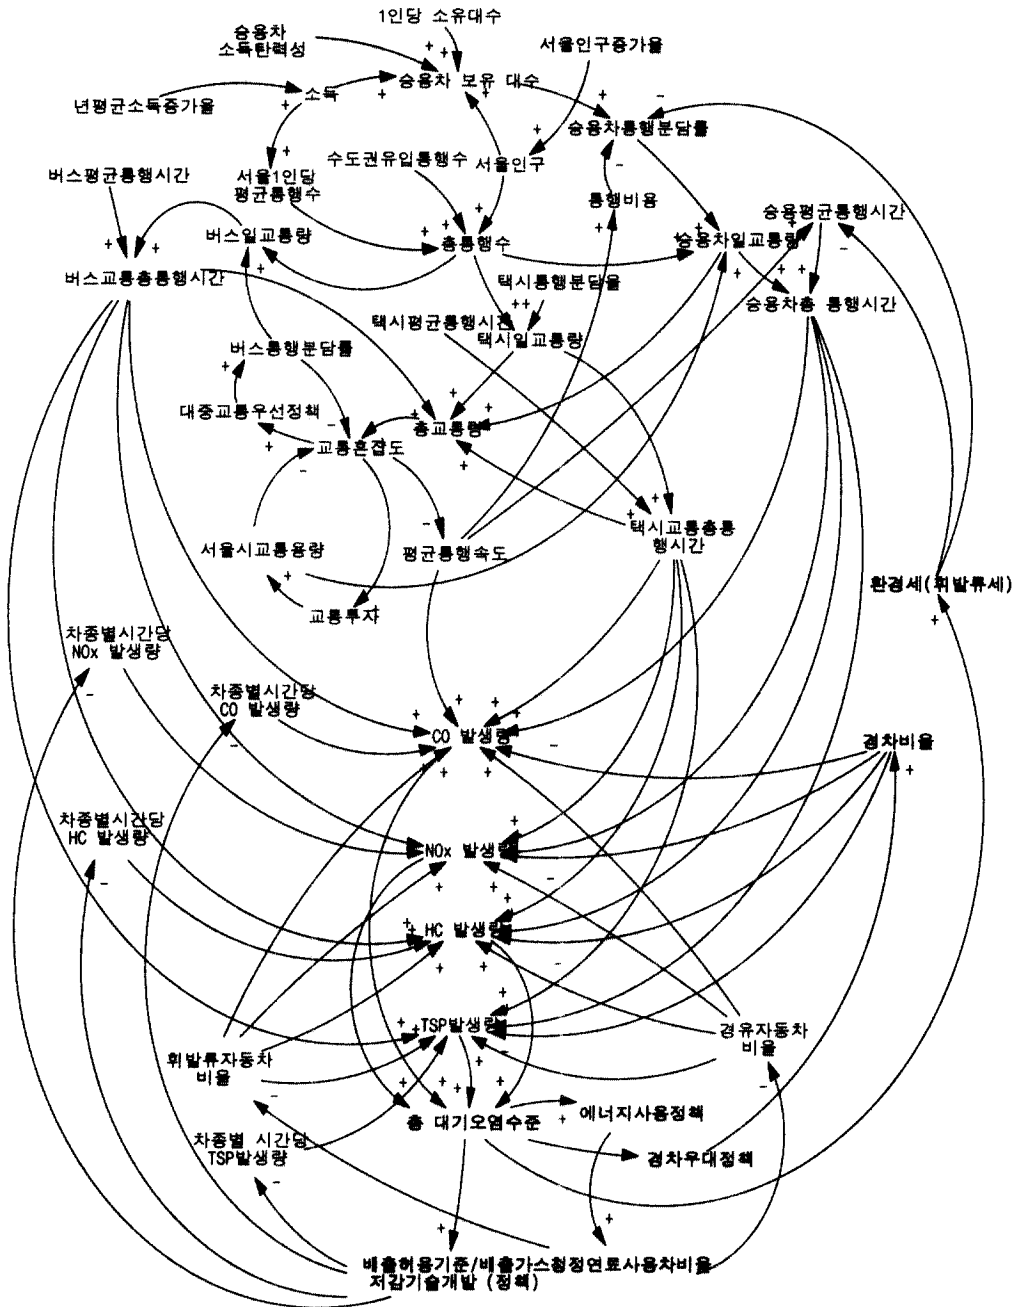 1인당 소유대수
승용차
소득탄력성
서울인구증가율
승용차 보유 대수
년평균소득증가율
소득
승용차통행분담률
버스평균통행시간
서울1인당
평균통행수
수도권유입통행수
서울인구
통행비용
승용평균통행시간
버스일교통량
총통행수
승용차일교통량
버스교통총통행시간
택시통행분담율
승용차총 통행시간
택시평균통행시간
택시일교통량
버스통행분담률
대중교통우선정책
총교통량
교통혼잡도
택시교통총통
행시간
서울시교통용량
평균통행속도
환경세(휘발류세)
교통투자
차종별시간당
NOx 발생량
차종별시간당
CO 발생량
CO 발생량
경차비율
차종별시간당
HC 발생량
NOx 발생량
HC 발생량
TSP발생량
경유자동차
비율
휘발류자동차
비율
총 대기오염수준
에너지사용정책
차종별 시간당
TSP발생량
경차우대정책
배출허용기준/배출가스청정연료사용차비율
저감기술개발 (정책)